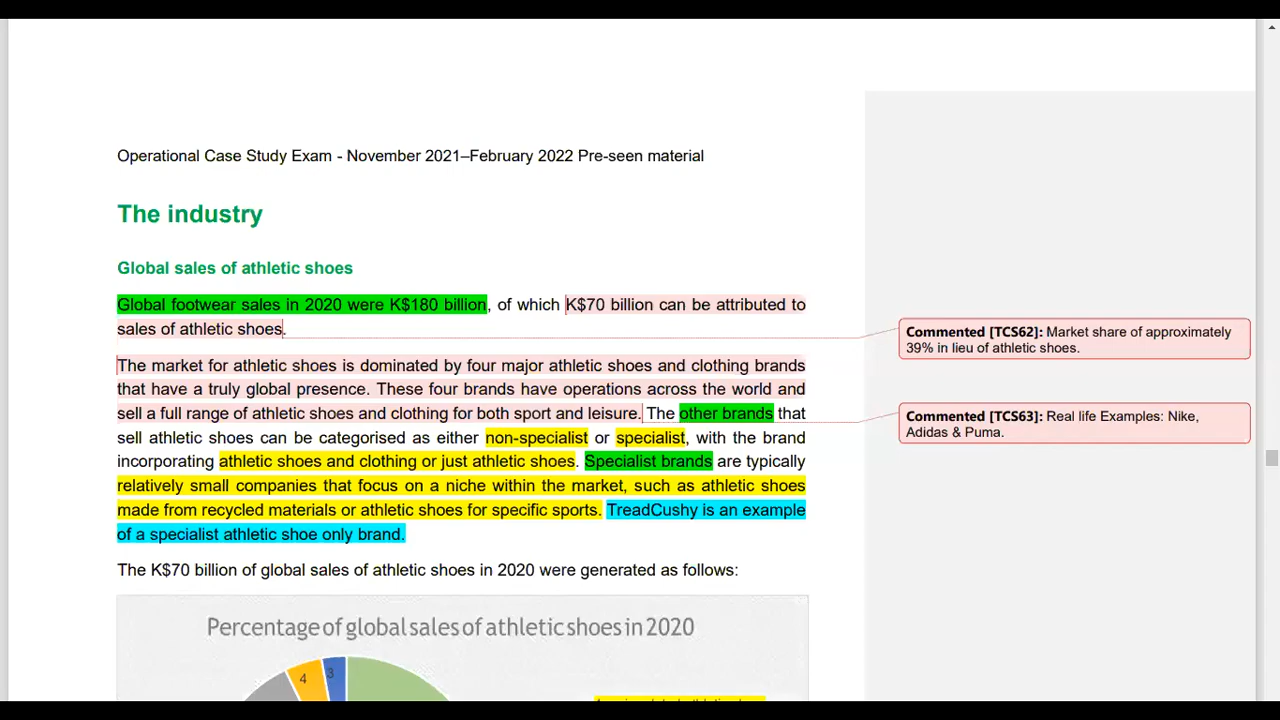 Operational Case Study Exam - November 2021–February 2022 Pre-seen material
The industry
Global sales of athletic shoes
Global footwear sales in 2020 were K$180 billion, of which K$70 billion can be attributed to
sales of athletic shoes.
The market for athletic shoes is dominated by four major athletic shoes and clothing brands
that have a truly global presence. These four brands have operations across the world and
sell a full range of athletic shoes and clothing for both sport and leisure. The other brands that
sell athletic shoes can be categorised as either non-specialist or specialist, with the brand
incorporating athletic shoes and clothing or just athletic shoes. Specialist brands are typically
relatively small companies that focus on a niche within the market, such as athletic shoes
made from recycled materials or athletic shoes for specific sports. TreadCushy is an example
of a specialist athletic shoe only brand.
The K$70 billion of global sales of athletic shoes in 2020 were generated as follows:
Percentage of global sales of athletic shoes in 2020
4
3
Commented [TCS62]: Market share of approximately
39% in lieu of athletic shoes.
Commented [TCS63]: Real life Examples: Nike,
Adidas & Puma.